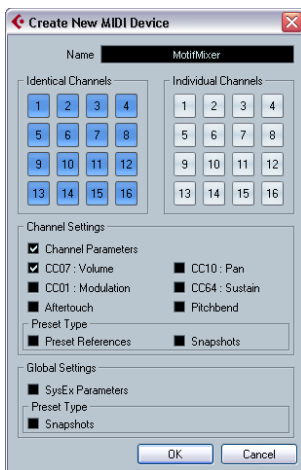 Create New MIDI Device
Name MotifMixer
Identical Channels Individual Channels
1 2 3 4 1 2 3 4
5 6 7 8 5 6 7 8
9 10 11 12 9 10 11 12
13 14 15 16 13 14 15 16
Channel Settings
Channel Parameters
CC07 : Volume CC10 : Pan
CC01 : Modulation CC64 : Sustain
Aftertouch Pitchbend
Preset Type
Preset References Snapshots
Global Settings
SysEx Parameters
Preset Type
Snapshots
OK Cancel